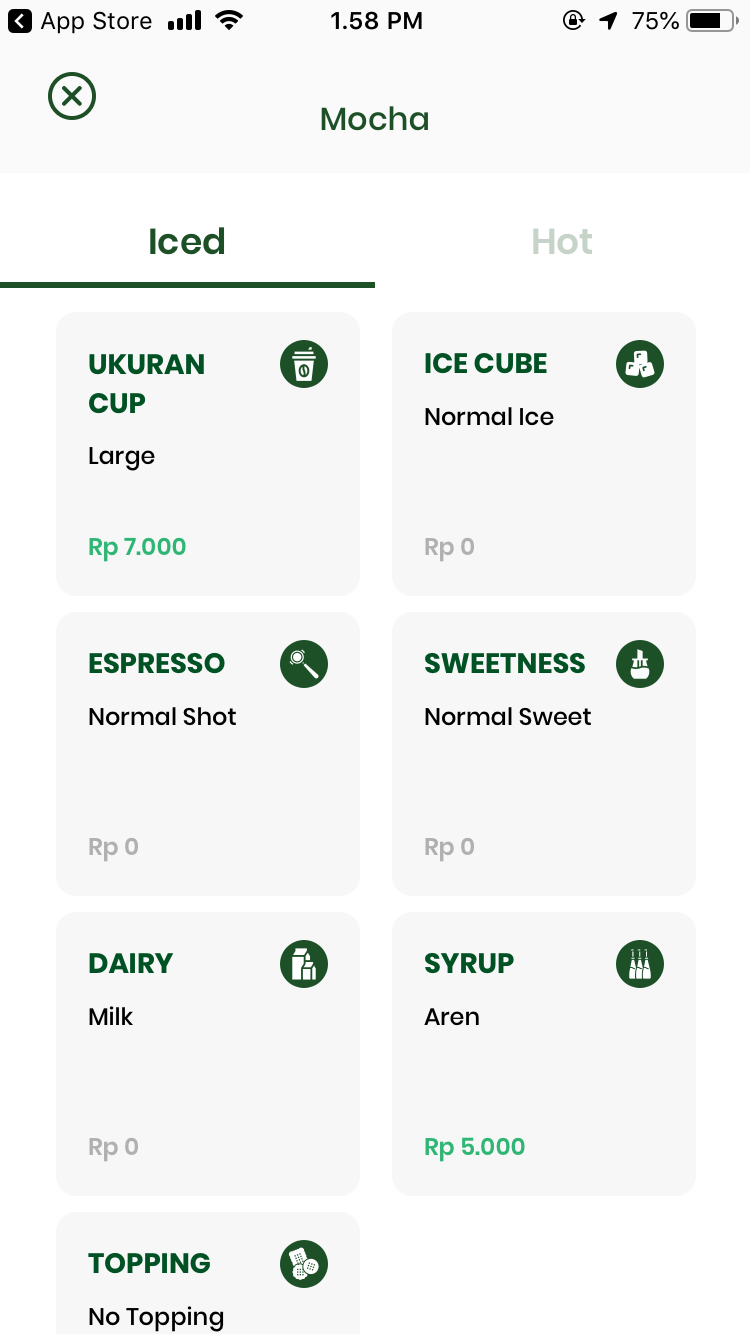 App Store
1.58 PM
75%
Mocha
Iced
Hot
UKURAN
CUP
Large
Rp 7.000
ICE CUBE
Normal Ice
Rp 0
ESPRESSO
Normal Shot
Rp 0
SWEETNESS
Normal Sweet
Rp 0
DAIRY
Milk
Rp 0
SYRUP
Aren
Rp 5.000
TOPPING
No Topping